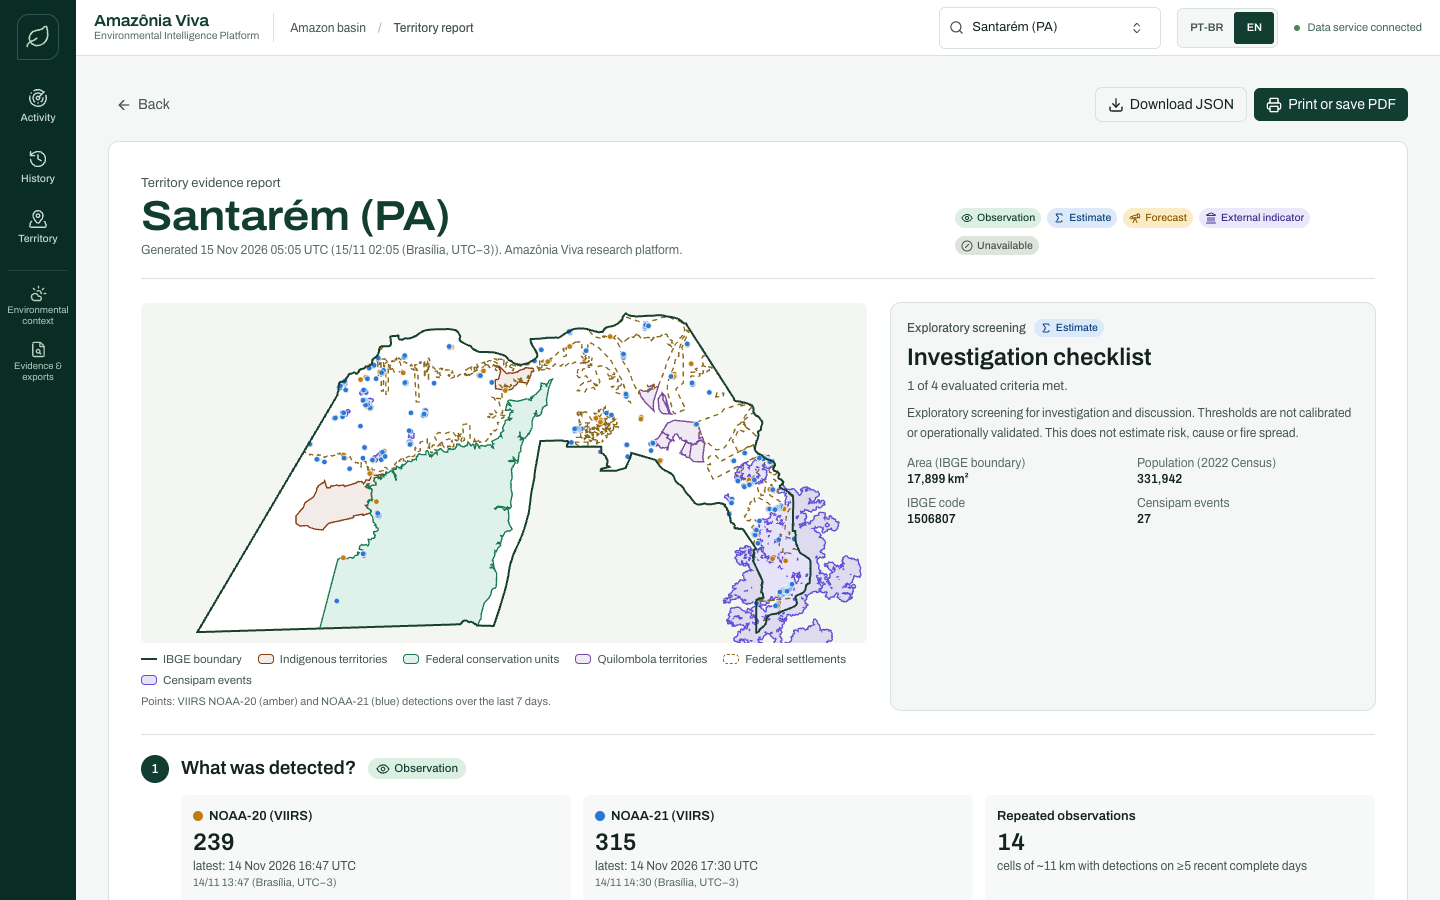 Amazônia Viva
Environmental Intelligence Platform
Amazon basin / Territory report
Santarém (PA)
PT-BR EN
Data service connected
Activity
History
Territory
Environmental
context
Evidence &
exports
Back
Download JSON
Print or save PDF
Territory evidence report
Santarém (PA)
Generated 15 Nov 2026 05:05 UTC (15/11 02:05 (Brasília, UTC−3)). Amazônia Viva research platform.
Observation Estimate Forecast External indicator
Unavailable
IBGE boundary Indigenous territories Federal conservation units Quilombola territories Federal settlements
Censipam events
Points: VIIRS NOAA-20 (amber) and NOAA-21 (blue) detections over the last 7 days.
Exploratory screening Estimate
Investigation checklist
1 of 4 evaluated criteria met.
Exploratory screening for investigation and discussion. Thresholds are not calibrated
or operationally validated. This does not estimate risk, cause or fire spread.
Area (IBGE boundary) Population (2022 Census)
17,899 km² 331,942
IBGE code Censipam events
1506807 27
1 What was detected? Observation
NOAA-20 (VIIRS)
239
latest: 14 Nov 2026 16:47 UTC
14/11 13:47 (Brasília, UTC−3)
NOAA-21 (VIIRS)
315
latest: 14 Nov 2026 17:30 UTC
14/11 14:30 (Brasília, UTC−3)
Repeated observations
14
cells of ~11 km with detections on ≥5 recent complete days